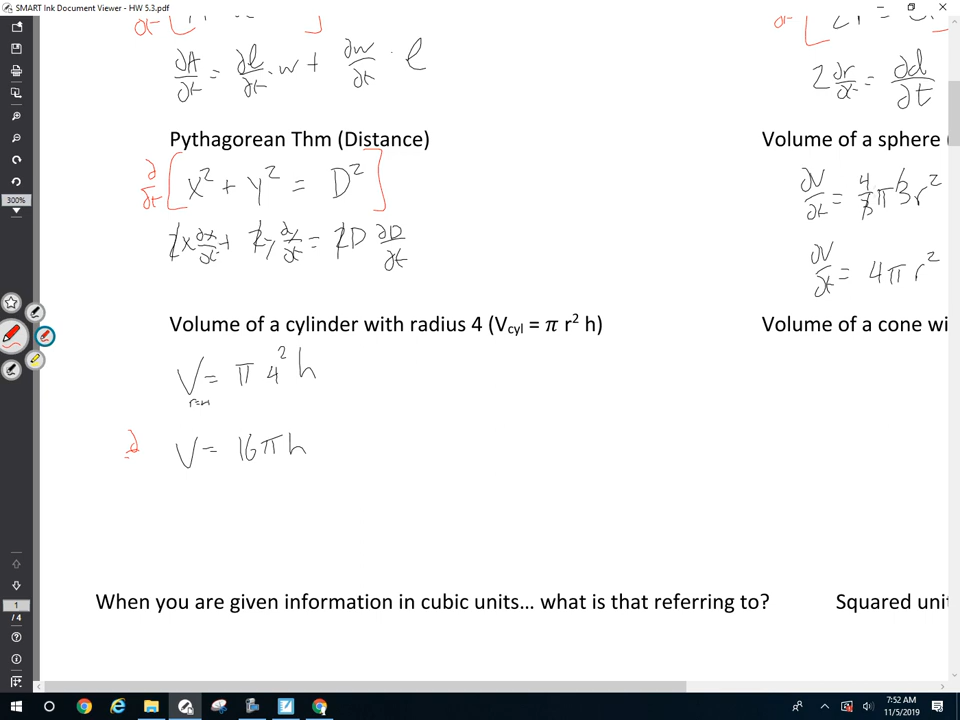 SMART Ink Document Viewer - HW 5.3.pdf
∂A/∂t = ∂l/∂t · w + ∂w/∂t · l
2 ∂r/∂t = ∂d/∂t
Pythagorean Thm (Distance)
Volume of a sphere (
∂/∂t [ x² + y² = D² ]
∂V/∂t = 4/3 π 3r²
2x ∂x/∂t + 2y ∂y/∂t = 2D ∂D/∂t
∂V/∂t = 4πr²
300%
Volume of a cylinder with radius 4 (Vcyl = π r² h)
Volume of a cone wi
V = π 4² h
∂ V = 16πh
When you are given information in cubic units… what is that referring to?
Squared unit
1
/ 4
7:52 AM
11/5/2019